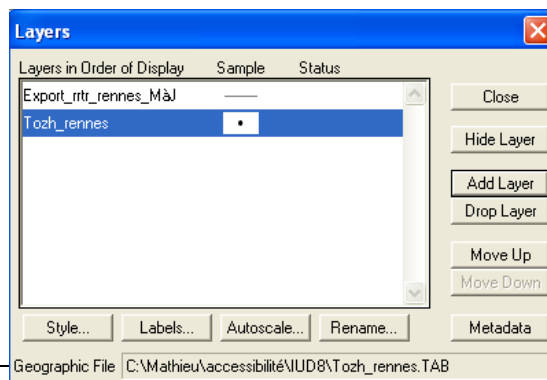 Layers
Layers in Order of Display Sample Status
Export_rrtr_rennes_MàJ
Tozh_rennes
Close
Hide Layer
Add Layer
Drop Layer
Move Up
Move Down
Style... Labels... Autoscale... Rename... Metadata
Geographic File C:\Mathieu\accessibilité\IUD8\Tozh_rennes.TAB